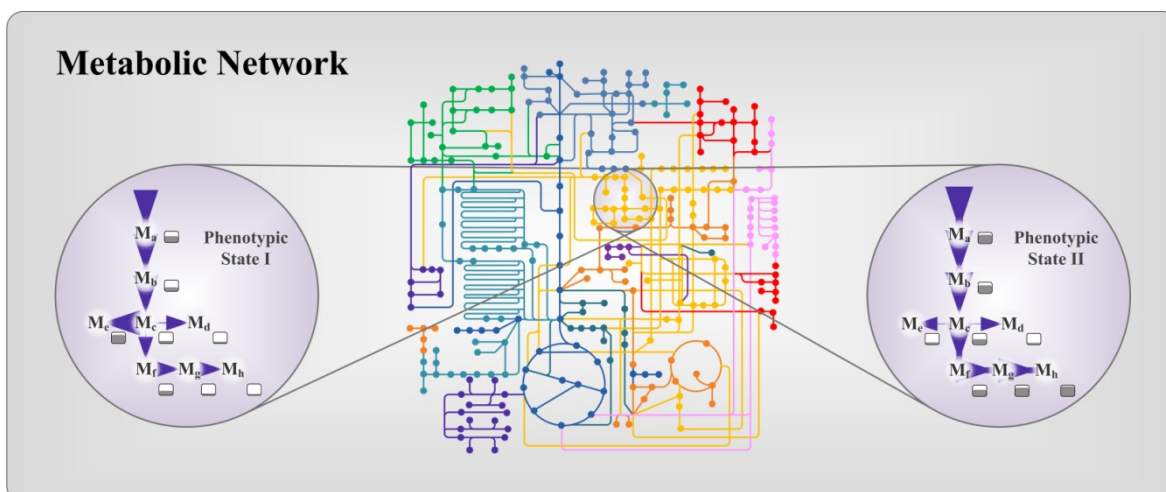 Metabolic Network
Phenotypic
State I
Ma
Mb
Me Mc Md
Mf Mg Mh
Phenotypic
State II
Ma
Mb
Me Mc Md
Mf Mg Mh